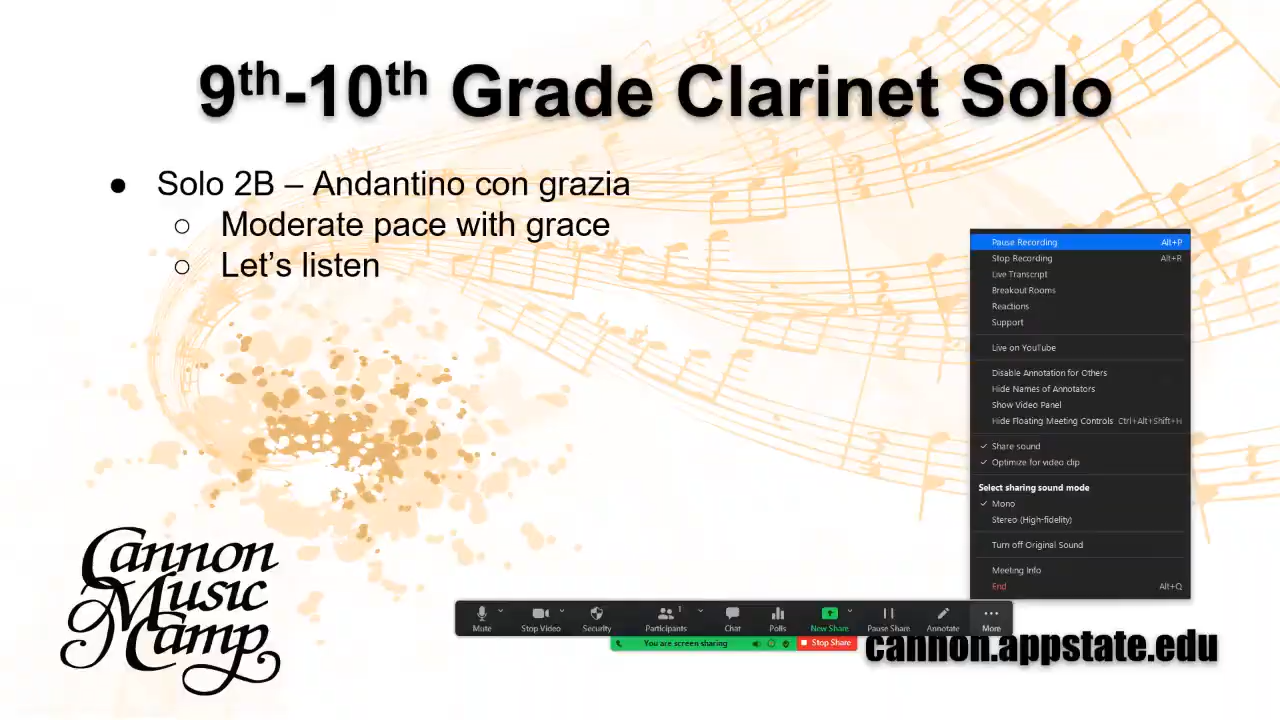 9th-10th Grade Clarinet Solo
● Solo 2B – Andantino con grazia
○ Moderate pace with grace
○ Let's listen
Pause Recording Alt+P
Stop Recording Alt+R
Live Transcript
Breakout Rooms
Reactions
Support
Live on YouTube
Disable Annotation for Others
Hide Names of Annotators
Show Video Panel
Hide Floating Meeting Controls Ctrl+Alt+Shift+H
✓ Share sound
✓ Optimize for video clip
Select sharing sound mode
✓ Mono
Stereo (High-fidelity)
Turn off Original Sound
Meeting Info
End Alt+Q
Cannon
Music
Camp
1
Mute Stop Video Security Participants Chat Polls New Share Pause Share Annotate More
You are screen sharing Stop Share
cannon.appstate.edu